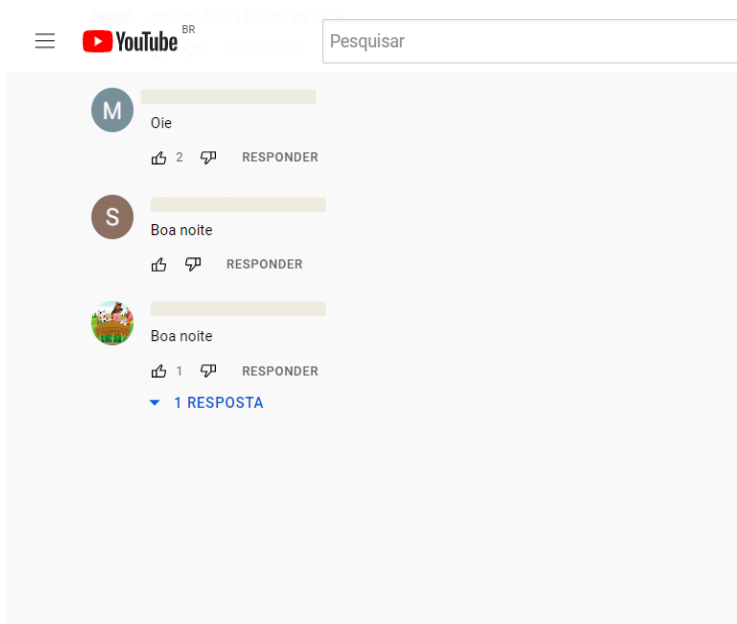 YouTube BR
Pesquisar
M
Oie
2 RESPONDER
S
Boa noite
RESPONDER
Boa noite
1 RESPONDER
1 RESPOSTA